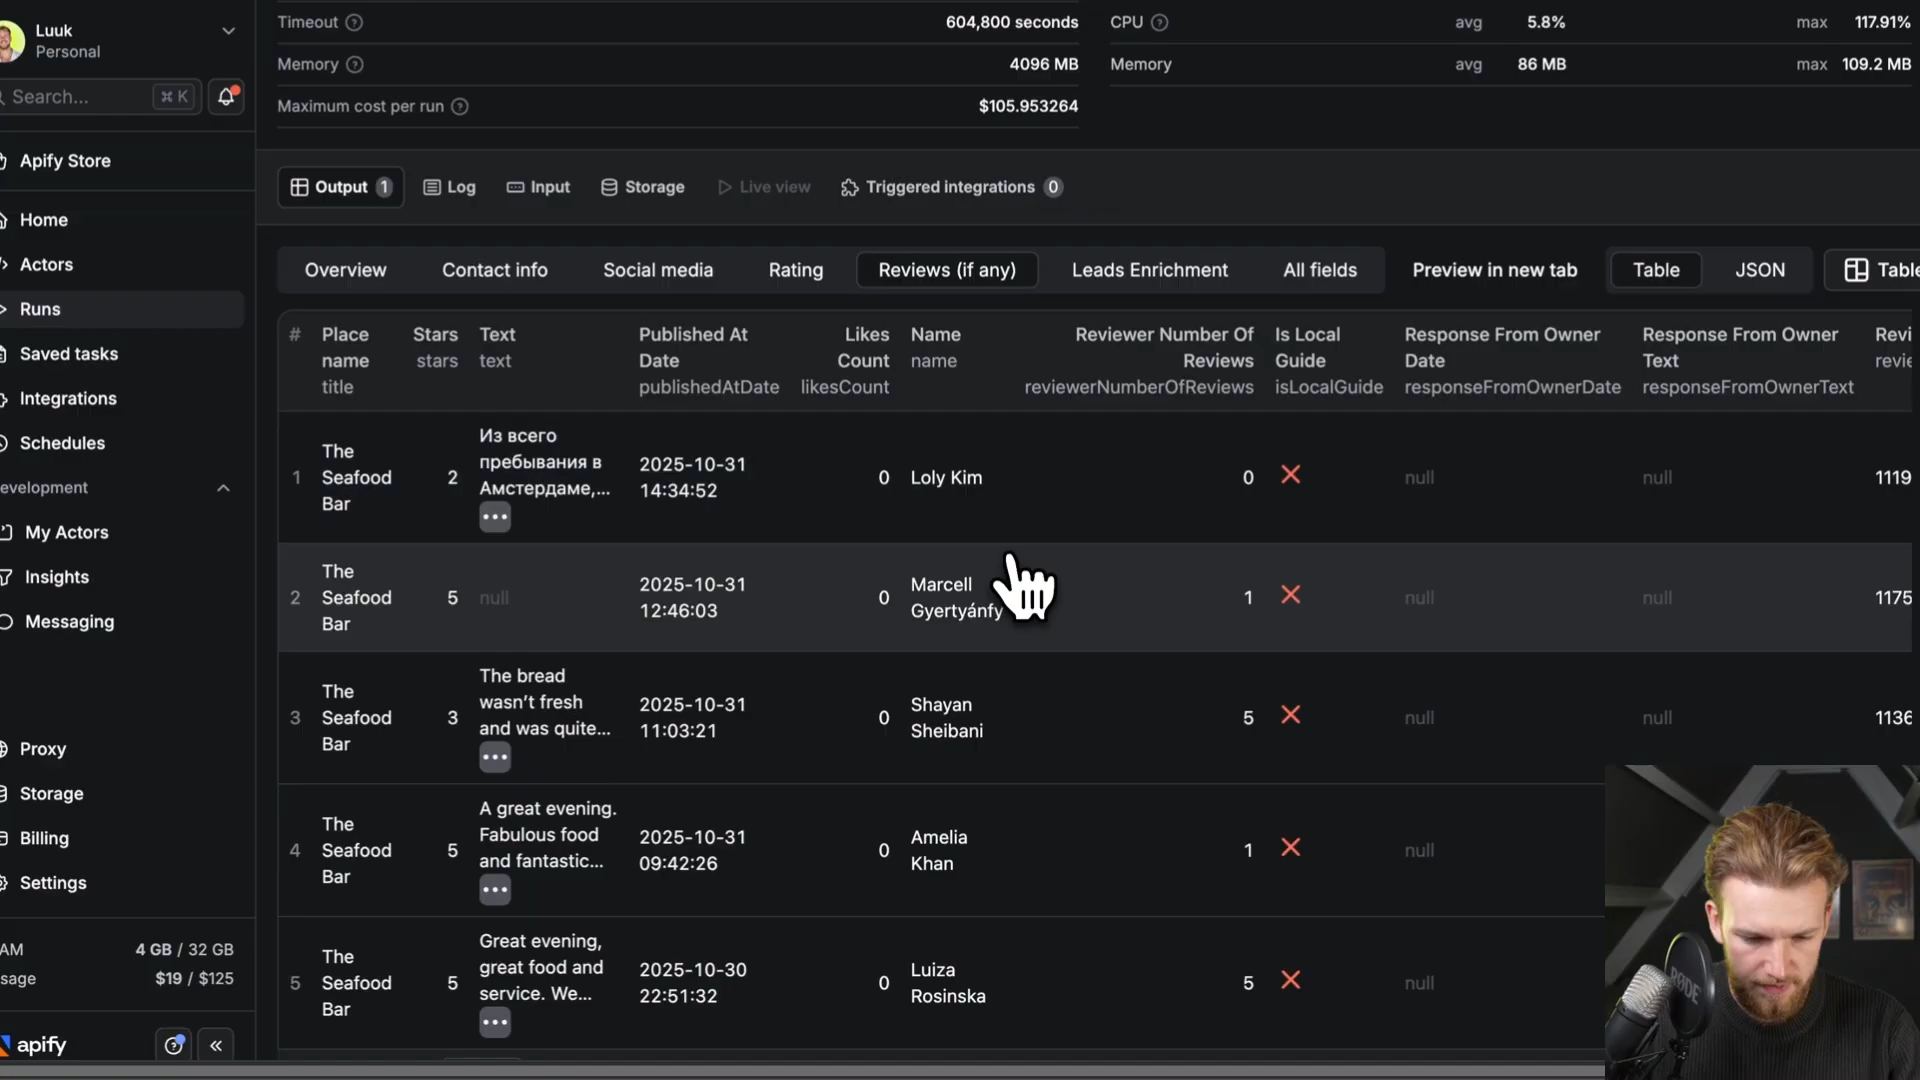 Luuk
Personal
Search...
⌘ K
Apify Store
Home
Actors
Runs
Saved tasks
Integrations
Schedules
My Actors
Insights
Messaging
Proxy
Storage
Billing
Settings
4 GB / 32 GB
$19 / $125
apify
Timeout
604,800 seconds
Memory
4096 MB
Maximum cost per run
$105.953264
CPU
avg
5.8%
max
117.91%
Memory
avg
86 MB
max
109.2 MB
Output 1
Log
Input
Storage
Live view
Triggered integrations 0
Overview
Contact info
Social media
Rating
Reviews (if any)
Leads Enrichment
All fields
Preview in new tab
Table
JSON
#
Place
name
title
Stars
stars
Text
text
Published At
Date
publishedAtDate
Likes
Count
likesCount
Name
name
Reviewer Number Of
Reviews
reviewerNumberOfReviews
Is Local
Guide
isLocalGuide
Response From Owner
Date
responseFromOwnerDate
Response From Owner
Text
responseFromOwnerText
1
The
Seafood
Bar
2
Из всего
пребывания в
Амстердаме,...
2025-10-31
14:34:52
0
Loly Kim
0
null
null
1119
2
The
Seafood
Bar
5
null
2025-10-31
12:46:03
0
Marcell
Gyertyánfy
1
null
null
1175
3
The
Seafood
Bar
3
The bread
wasn't fresh
and was quite...
2025-10-31
11:03:21
0
Shayan
Sheibani
5
null
null
1136
4
The
Seafood
Bar
5
A great evening.
Fabulous food
and fantastic...
2025-10-31
09:42:26
0
Amelia
Khan
1
null
5
The
Seafood
Bar
5
Great evening,
great food and
service. We...
2025-10-30
22:51:32
0
Luiza
Rosinska
5
null
RØDE